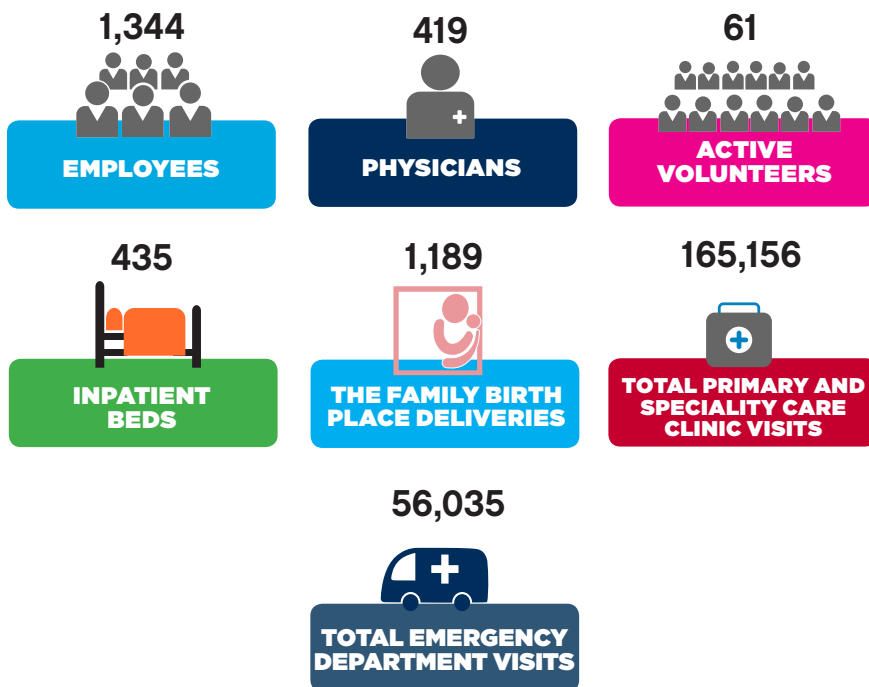 1,344
EMPLOYEES
419
PHYSICIANS
61
ACTIVE
VOLUNTEERS
435
INPATIENT
BEDS
1,189
THE FAMILY BIRTH
PLACE DELIVERIES
165,156
TOTAL PRIMARY AND
SPECIALITY CARE
CLINIC VISITS
56,035
TOTAL EMERGENCY
DEPARTMENT VISITS